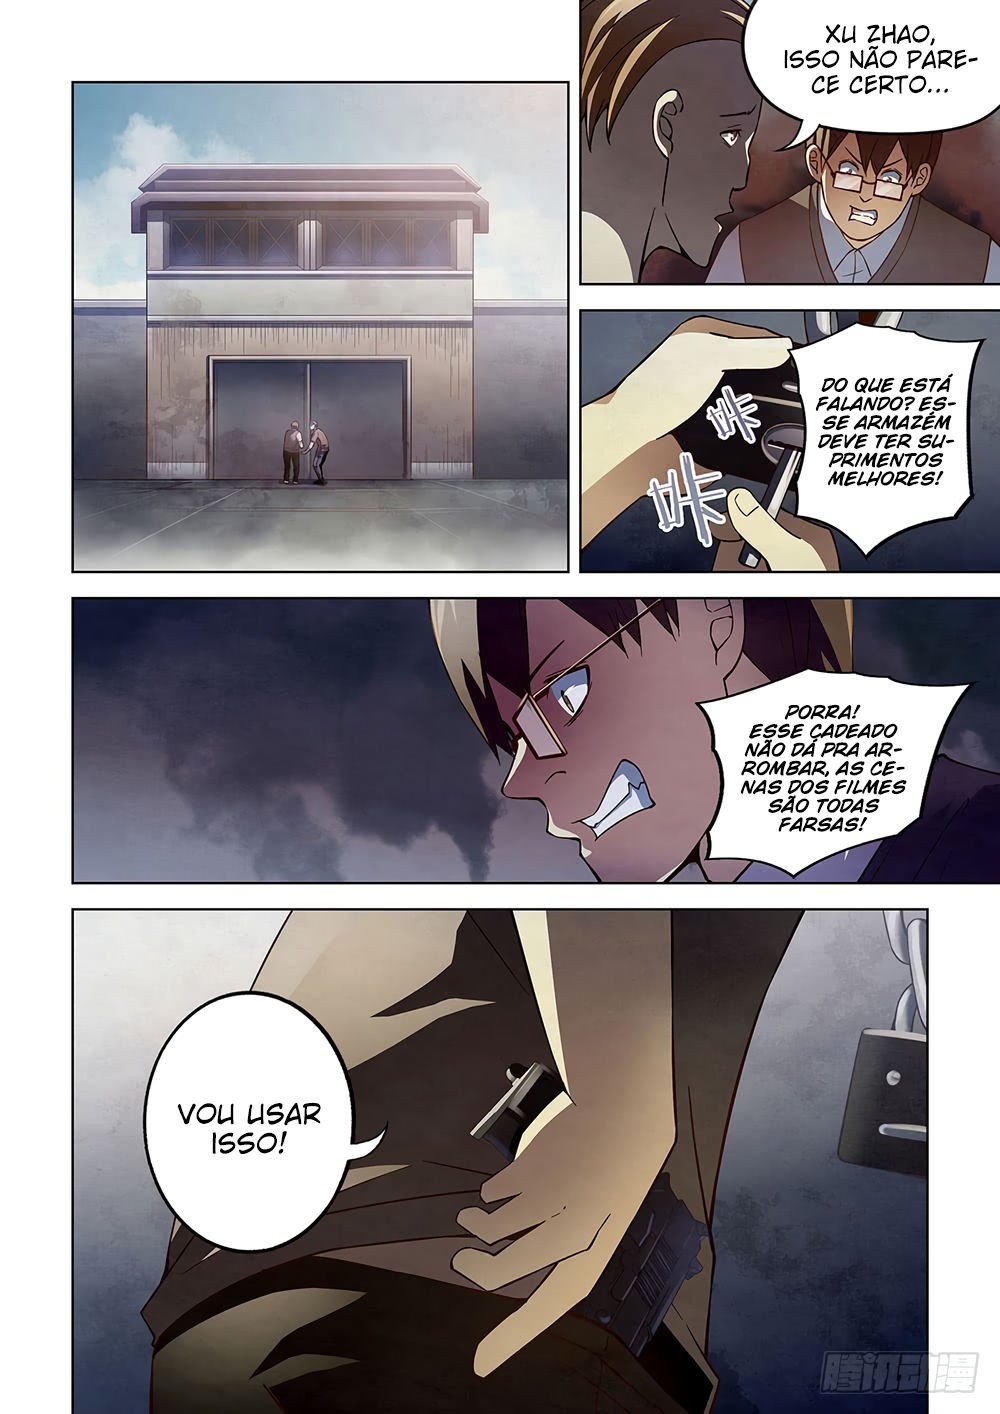 XU ZHAO,
ISSO NÃO PARE-
CE CERTO...
DO QUE ESTÁ
FALANDO? ES-
SE ARMAZÉM
DEVE TER SU-
PRIMENTOS
MELHORES!
咔
咔
PORRA!
ESSE CADEADO
NÃO DÁ PRA AR-
ROMBAR, AS CE-
NAS DOS FILMES
SÃO TODAS
FARSAS!
VOU USAR
ISSO!
腾讯动漫